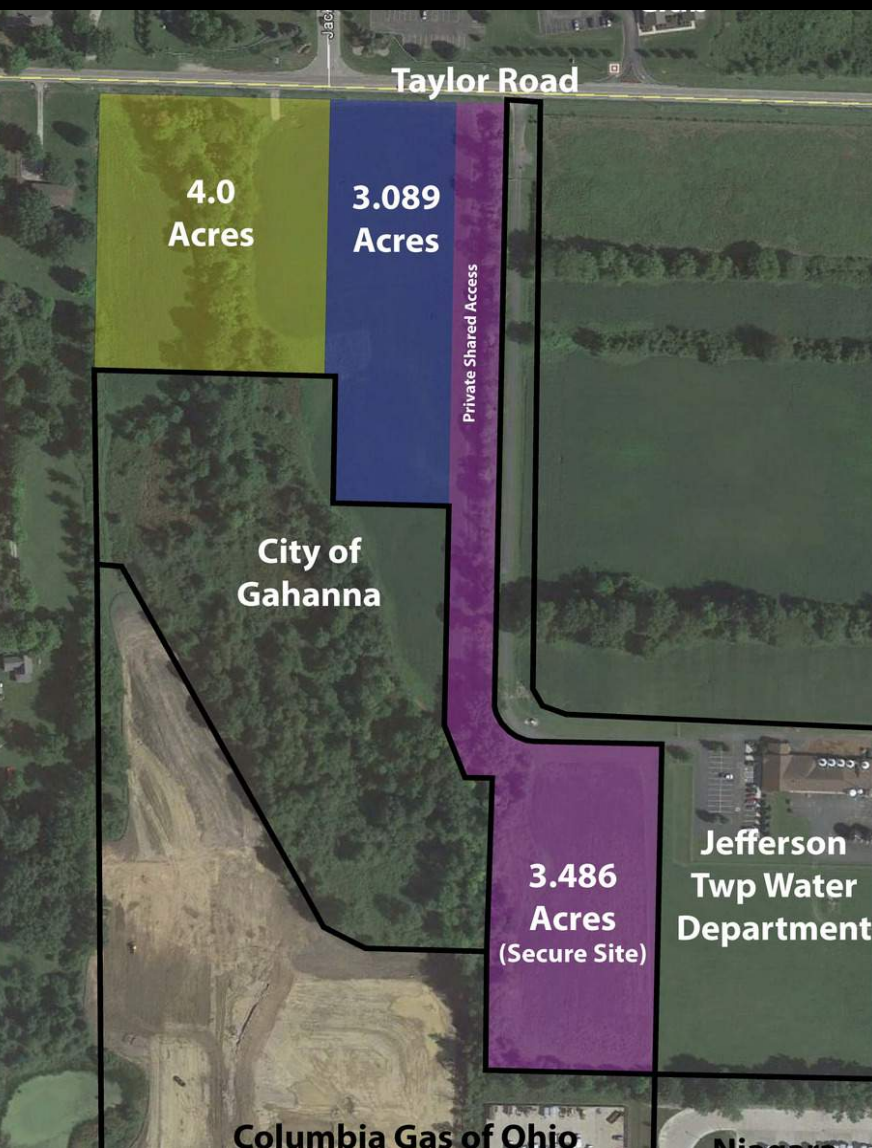 Jac
Taylor Road
4.0
Acres
3.089
Acres
Private Shared Access
City of
Gahanna
3.486
Acres
(Secure Site)
Jefferson
Twp Water
Department
Columbia Gas of Ohio